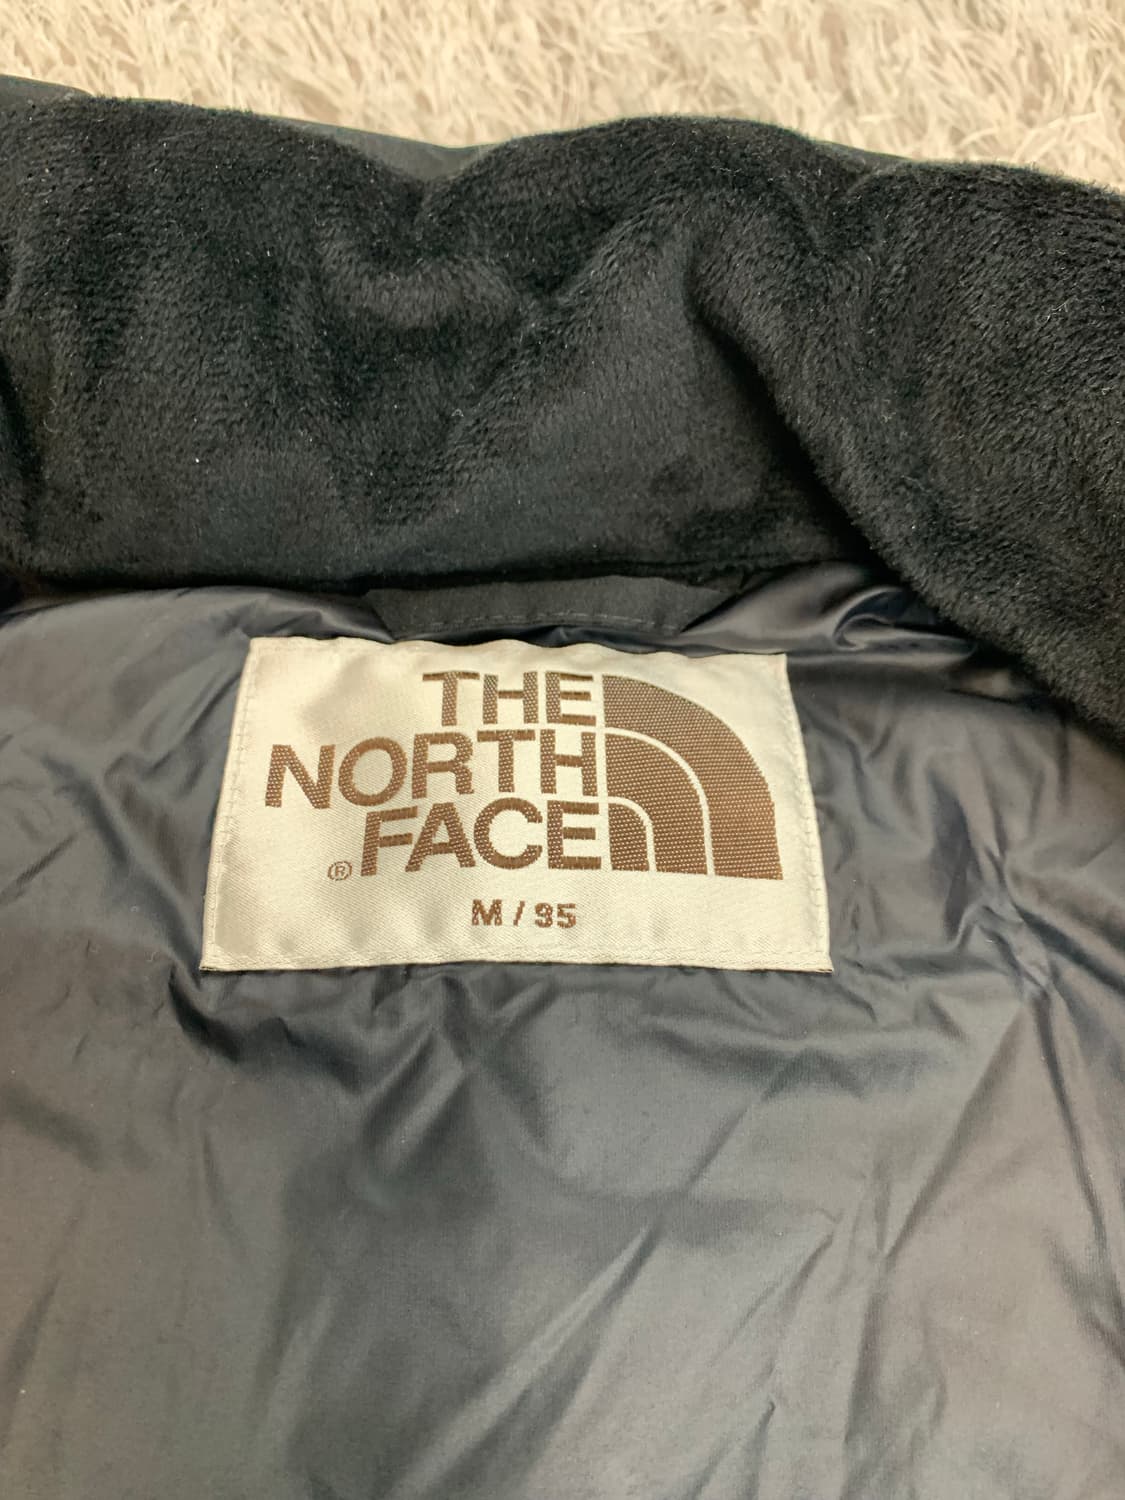 THE
NORTH
® FACE
M / 95